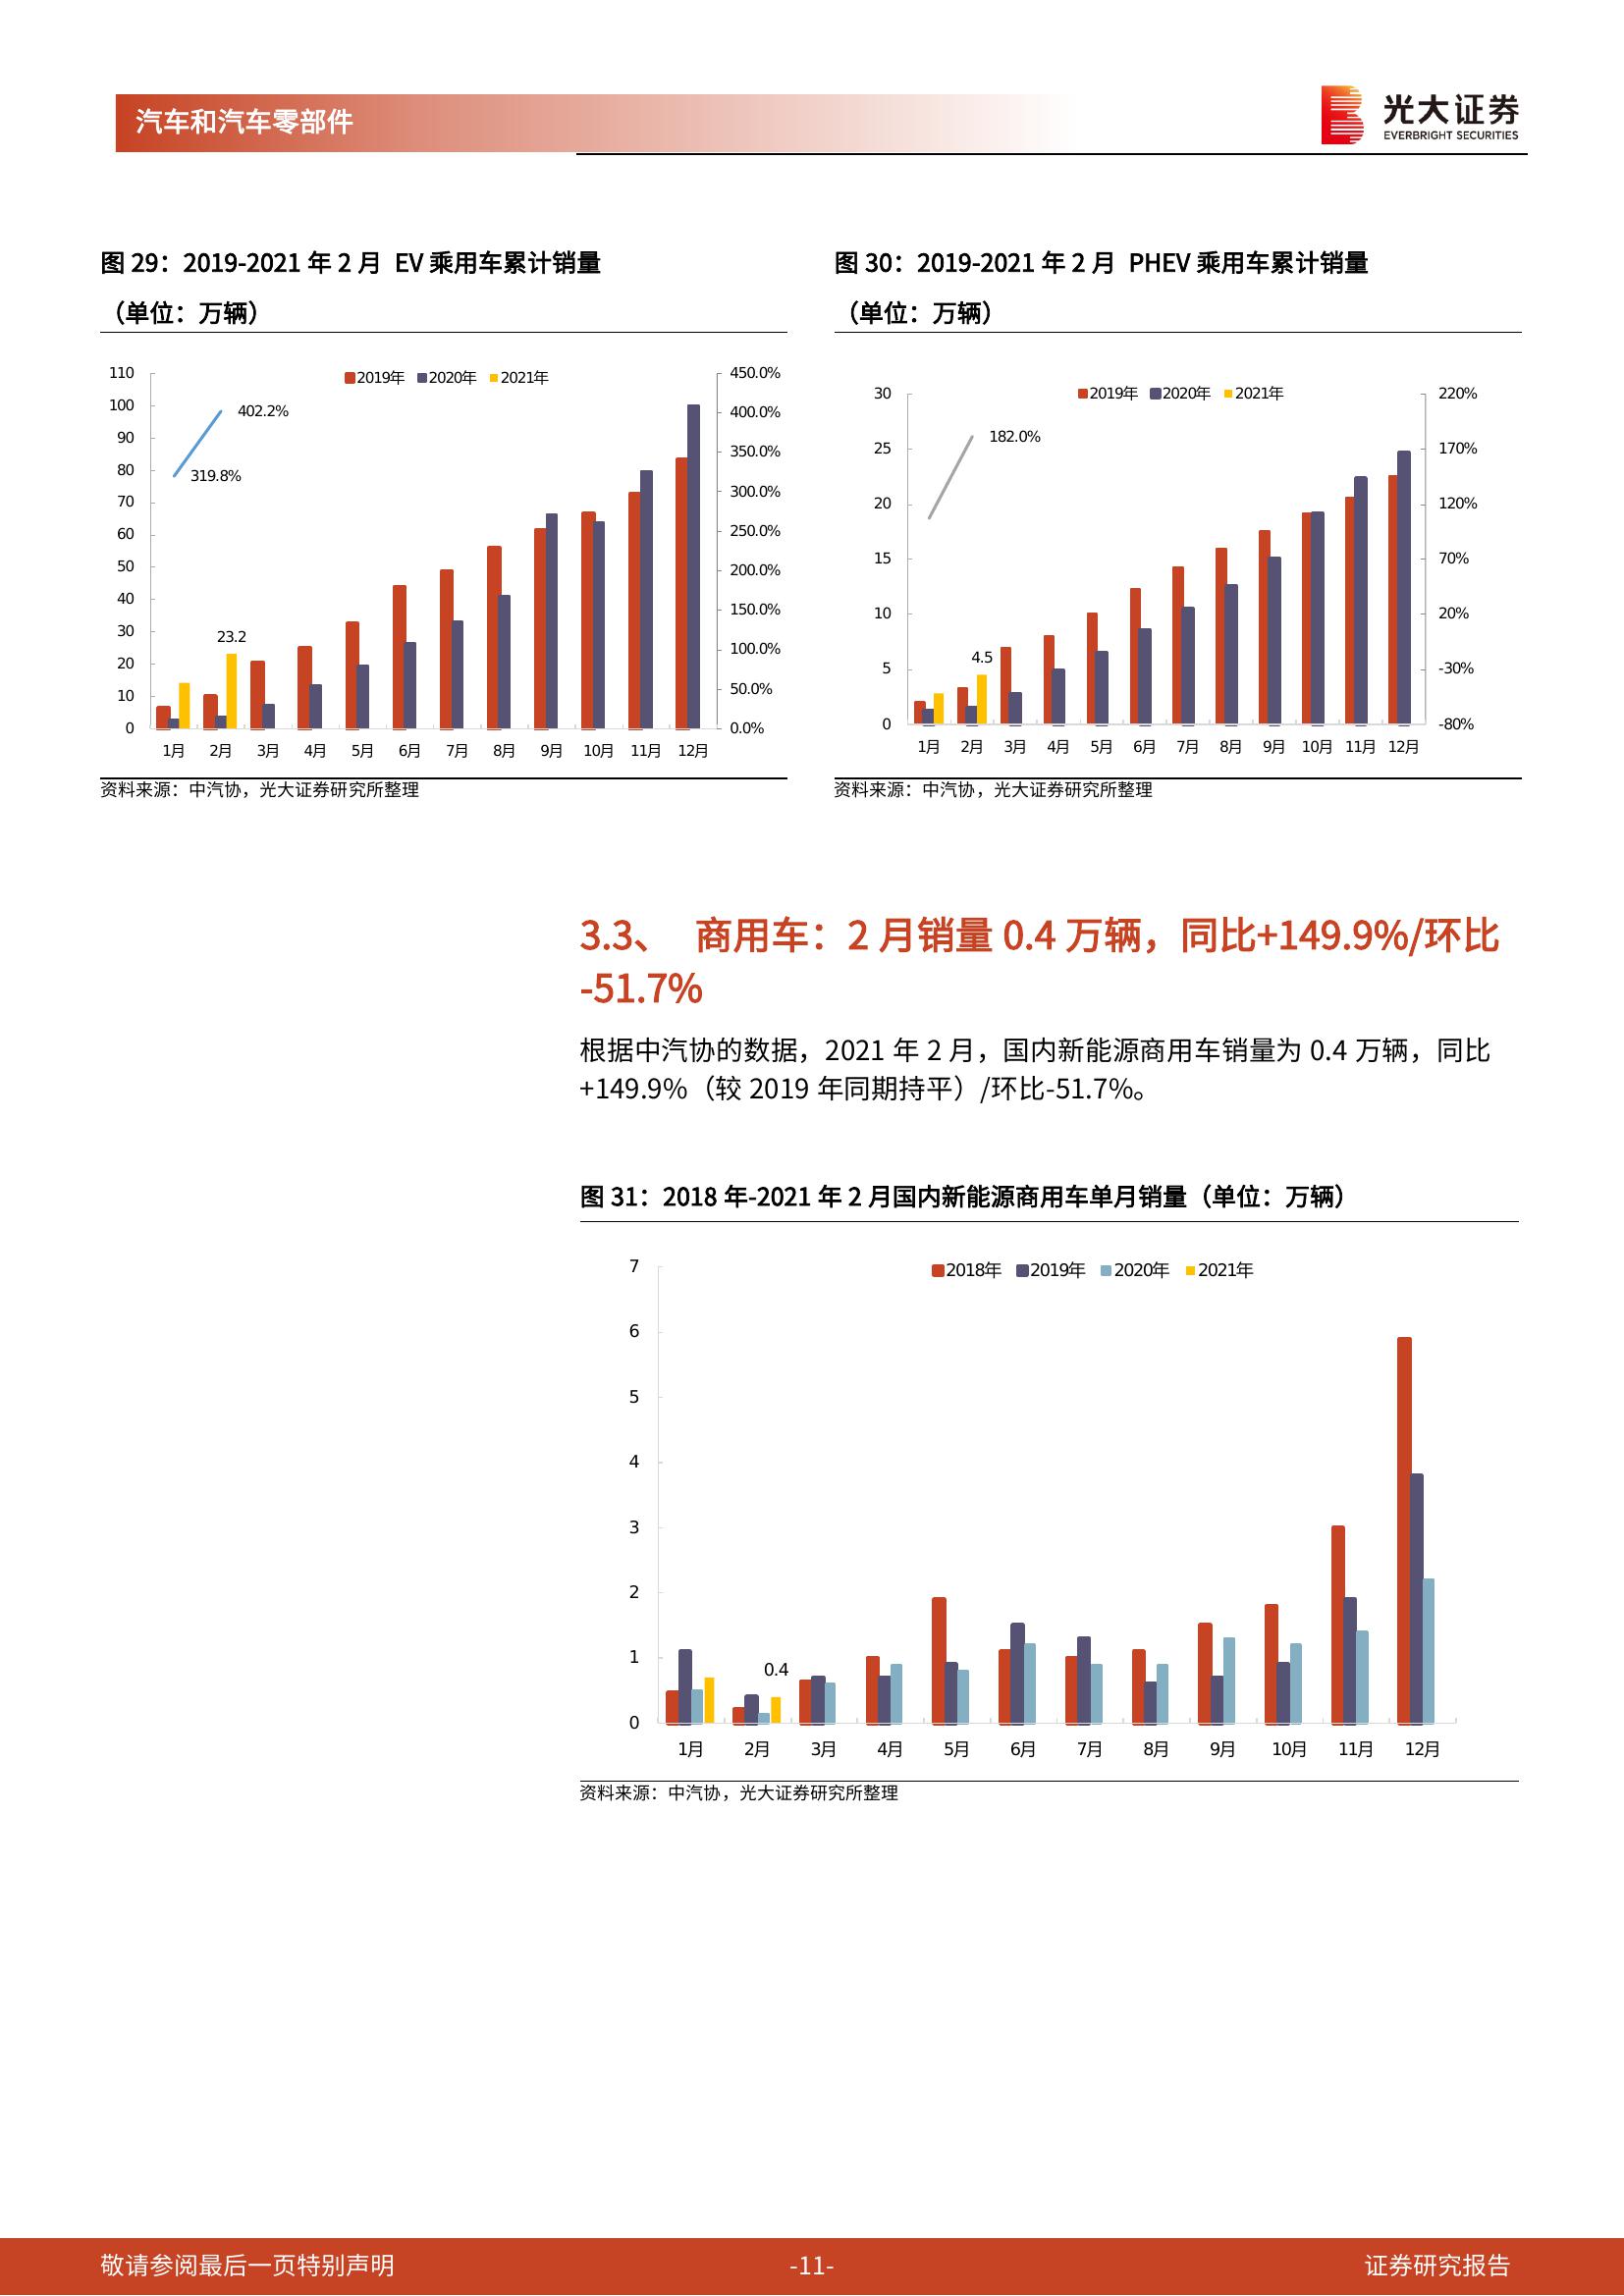 汽车和汽车零部件
光大证券
EVERBRIGHT SECURITIES
图 29：2019-2021 年 2 月 EV 乘用车累计销量
（单位：万辆）
110
100
90
80
70
60
50
40
30
20
10
0
2019年 2020年 2021年
402.2%
319.8%
23.2
450.0%
400.0%
350.0%
300.0%
250.0%
200.0%
150.0%
100.0%
50.0%
0.0%
1月 2月 3月 4月 5月 6月 7月 8月 9月 10月 11月 12月
资料来源：中汽协，光大证券研究所整理
图 30：2019-2021 年 2 月 PHEV 乘用车累计销量
（单位：万辆）
30
25
20
15
10
5
0
2019年 2020年 2021年
182.0%
4.5
220%
170%
120%
70%
20%
-30%
-80%
1月 2月 3月 4月 5月 6月 7月 8月 9月 10月 11月 12月
资料来源：中汽协，光大证券研究所整理
3.3、 商用车：2 月销量 0.4 万辆，同比+149.9%/环比
-51.7%
根据中汽协的数据，2021 年 2 月，国内新能源商用车销量为 0.4 万辆，同比
+149.9%（较 2019 年同期持平）/环比-51.7%。
图 31：2018 年-2021 年 2 月国内新能源商用车单月销量（单位：万辆）
7
6
5
4
3
2
1
0
2018年 2019年 2020年 2021年
0.4
1月 2月 3月 4月 5月 6月 7月 8月 9月 10月 11月 12月
资料来源：中汽协，光大证券研究所整理
敬请参阅最后一页特别声明
-11-
证券研究报告